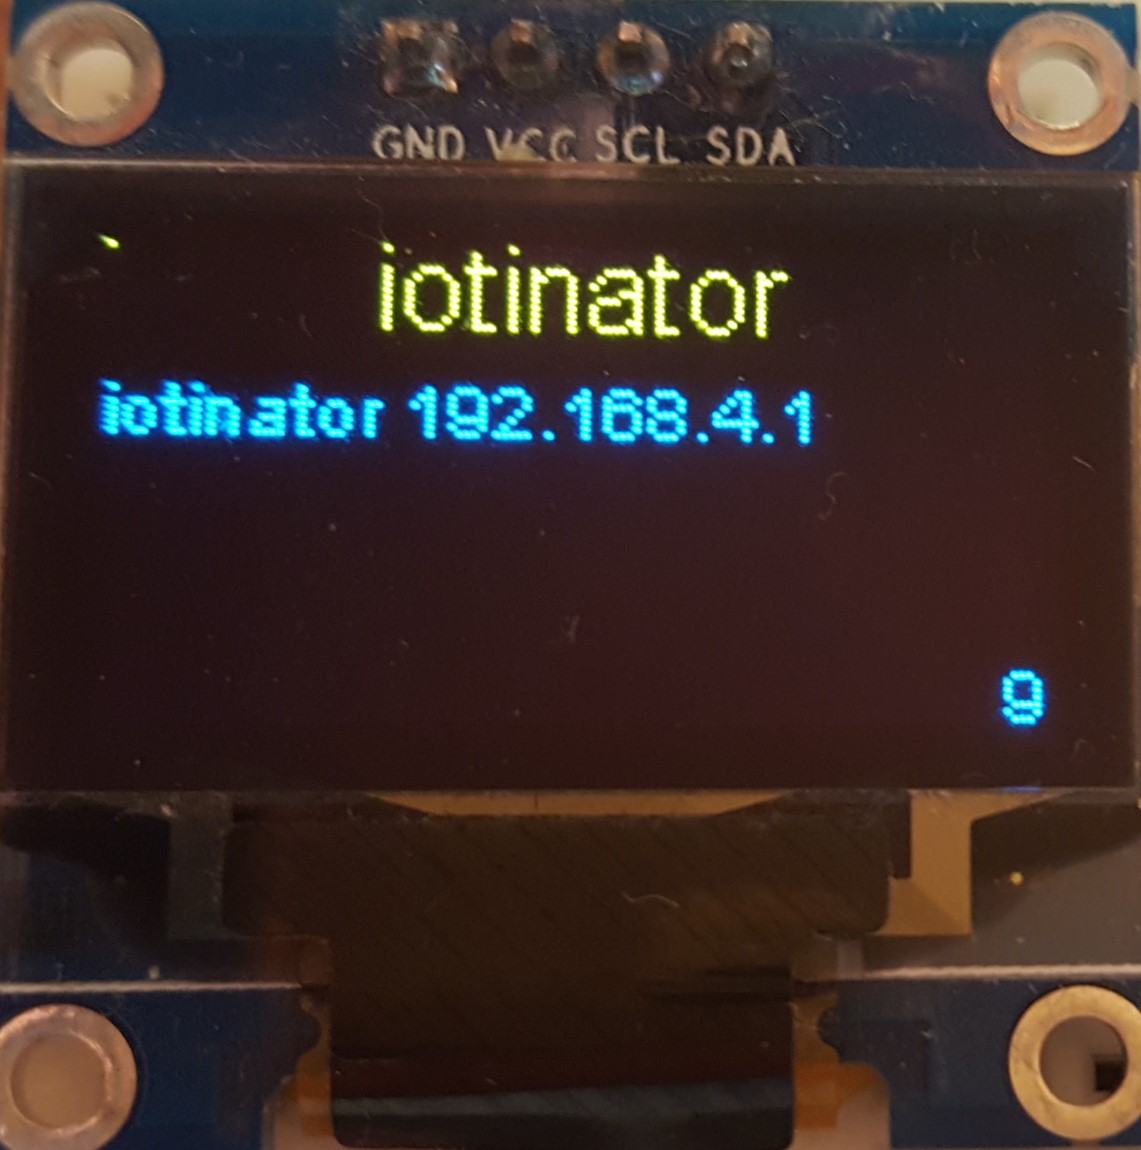 GND VCC SCL SDA
iotinator
iotinator 192.168.4.1
9